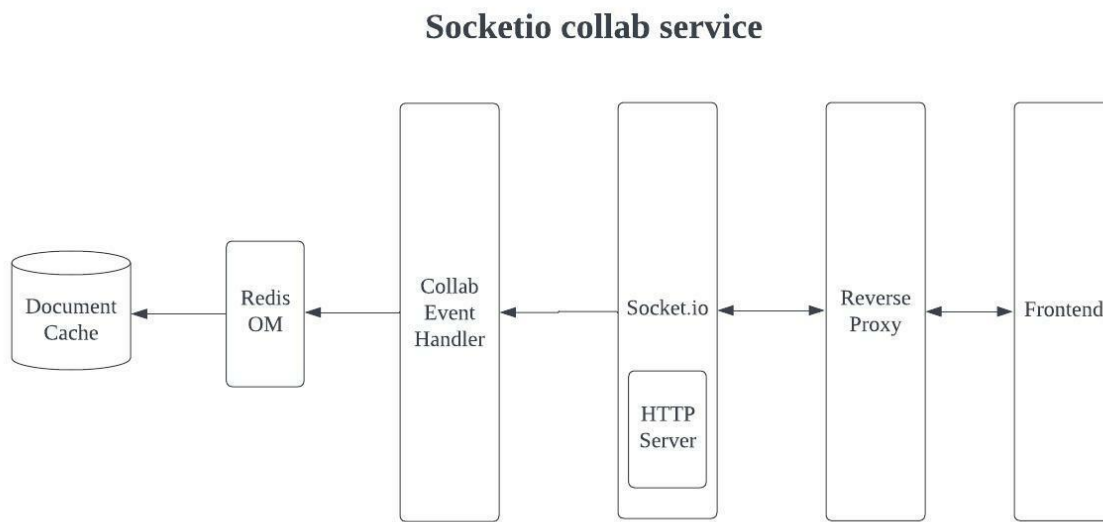 Socketio collab service
Document
Cache
Redis
OM
Collab
Event
Handler
Socket.io
HTTP
Server
Reverse
Proxy
Frontend